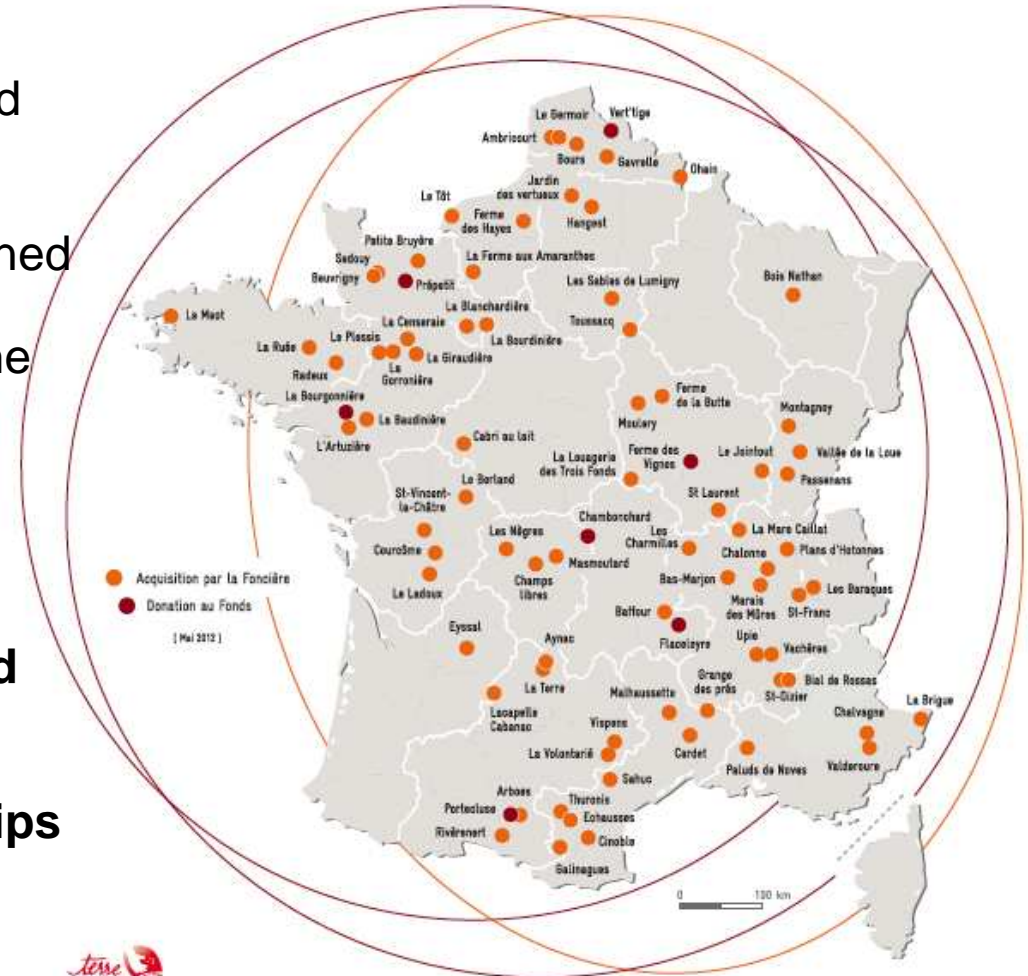 d
ned
ne
d
ips
Le Germoir
Vert'tige
Ambricourt
Bours
Gavrelle
Ohain
Jardin
des vertueux
Le Tôt
Ferme
des Hayes
Hangest
Petite Bruyère
Sedouy
Beuvrigny
Prépetit
La Ferme aux Amaranthes
Les Sables de Lumigny
Bois Nathan
Toussacq
La Blanchardière
La Bourdinière
La Censeraie
Le Meot
La Ruée
Le Plessis
La Giraudière
La
Gorronière
Radeux
La Bourgonnière
La Baudinière
L'Artuzière
Cabri au lait
Ferme
de la Butte
Moulery
Montagnoy
Vallée de la Loue
La Louagerie
des Trois Fonds
Ferme des
Vignes
Le Jointout
Passenans
Le Berland
St-Vincent-
la-Châtre
St Laurent
Chambonchard
Les
Charmilles
La Mare Caillat
Les Nègres
Masmoutard
Champs
libres
Chalonne
Plans d'Hotonnes
Couroême
Le Ladoux
Bas-Marjon
Marais
des Mûres
Les Baraques
St-Franc
Acquisition par la Foncière
Donation au Fonds
[ Mai 2012 ]
Baffour
Flaceleyre
Eyssal
Aynac
La Terre
Upie
Vachères
Bial de Rossas
St-Gizier
Grange
des prés
Malhaussette
Lacapelle
Cabanac
Vispens
La Volontarié
Cardet
Chalvagne
La Brigue
Valderoure
Paluds de Noves
Sahuc
Arboas
Portecluse
Rivèrenert
Thuronis
Echausses
Cinoble
Galinagues
0 100 km
terre